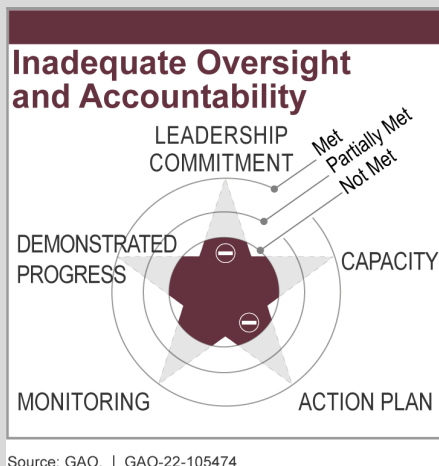 Inadequate Oversight
and Accountability
LEADERSHIP
COMMITMENT
Met
Partially Met
Not Met
DEMONSTRATED
PROGRESS
CAPACITY
MONITORING
ACTION PLAN
Source: GAO. | GAO-22-105474